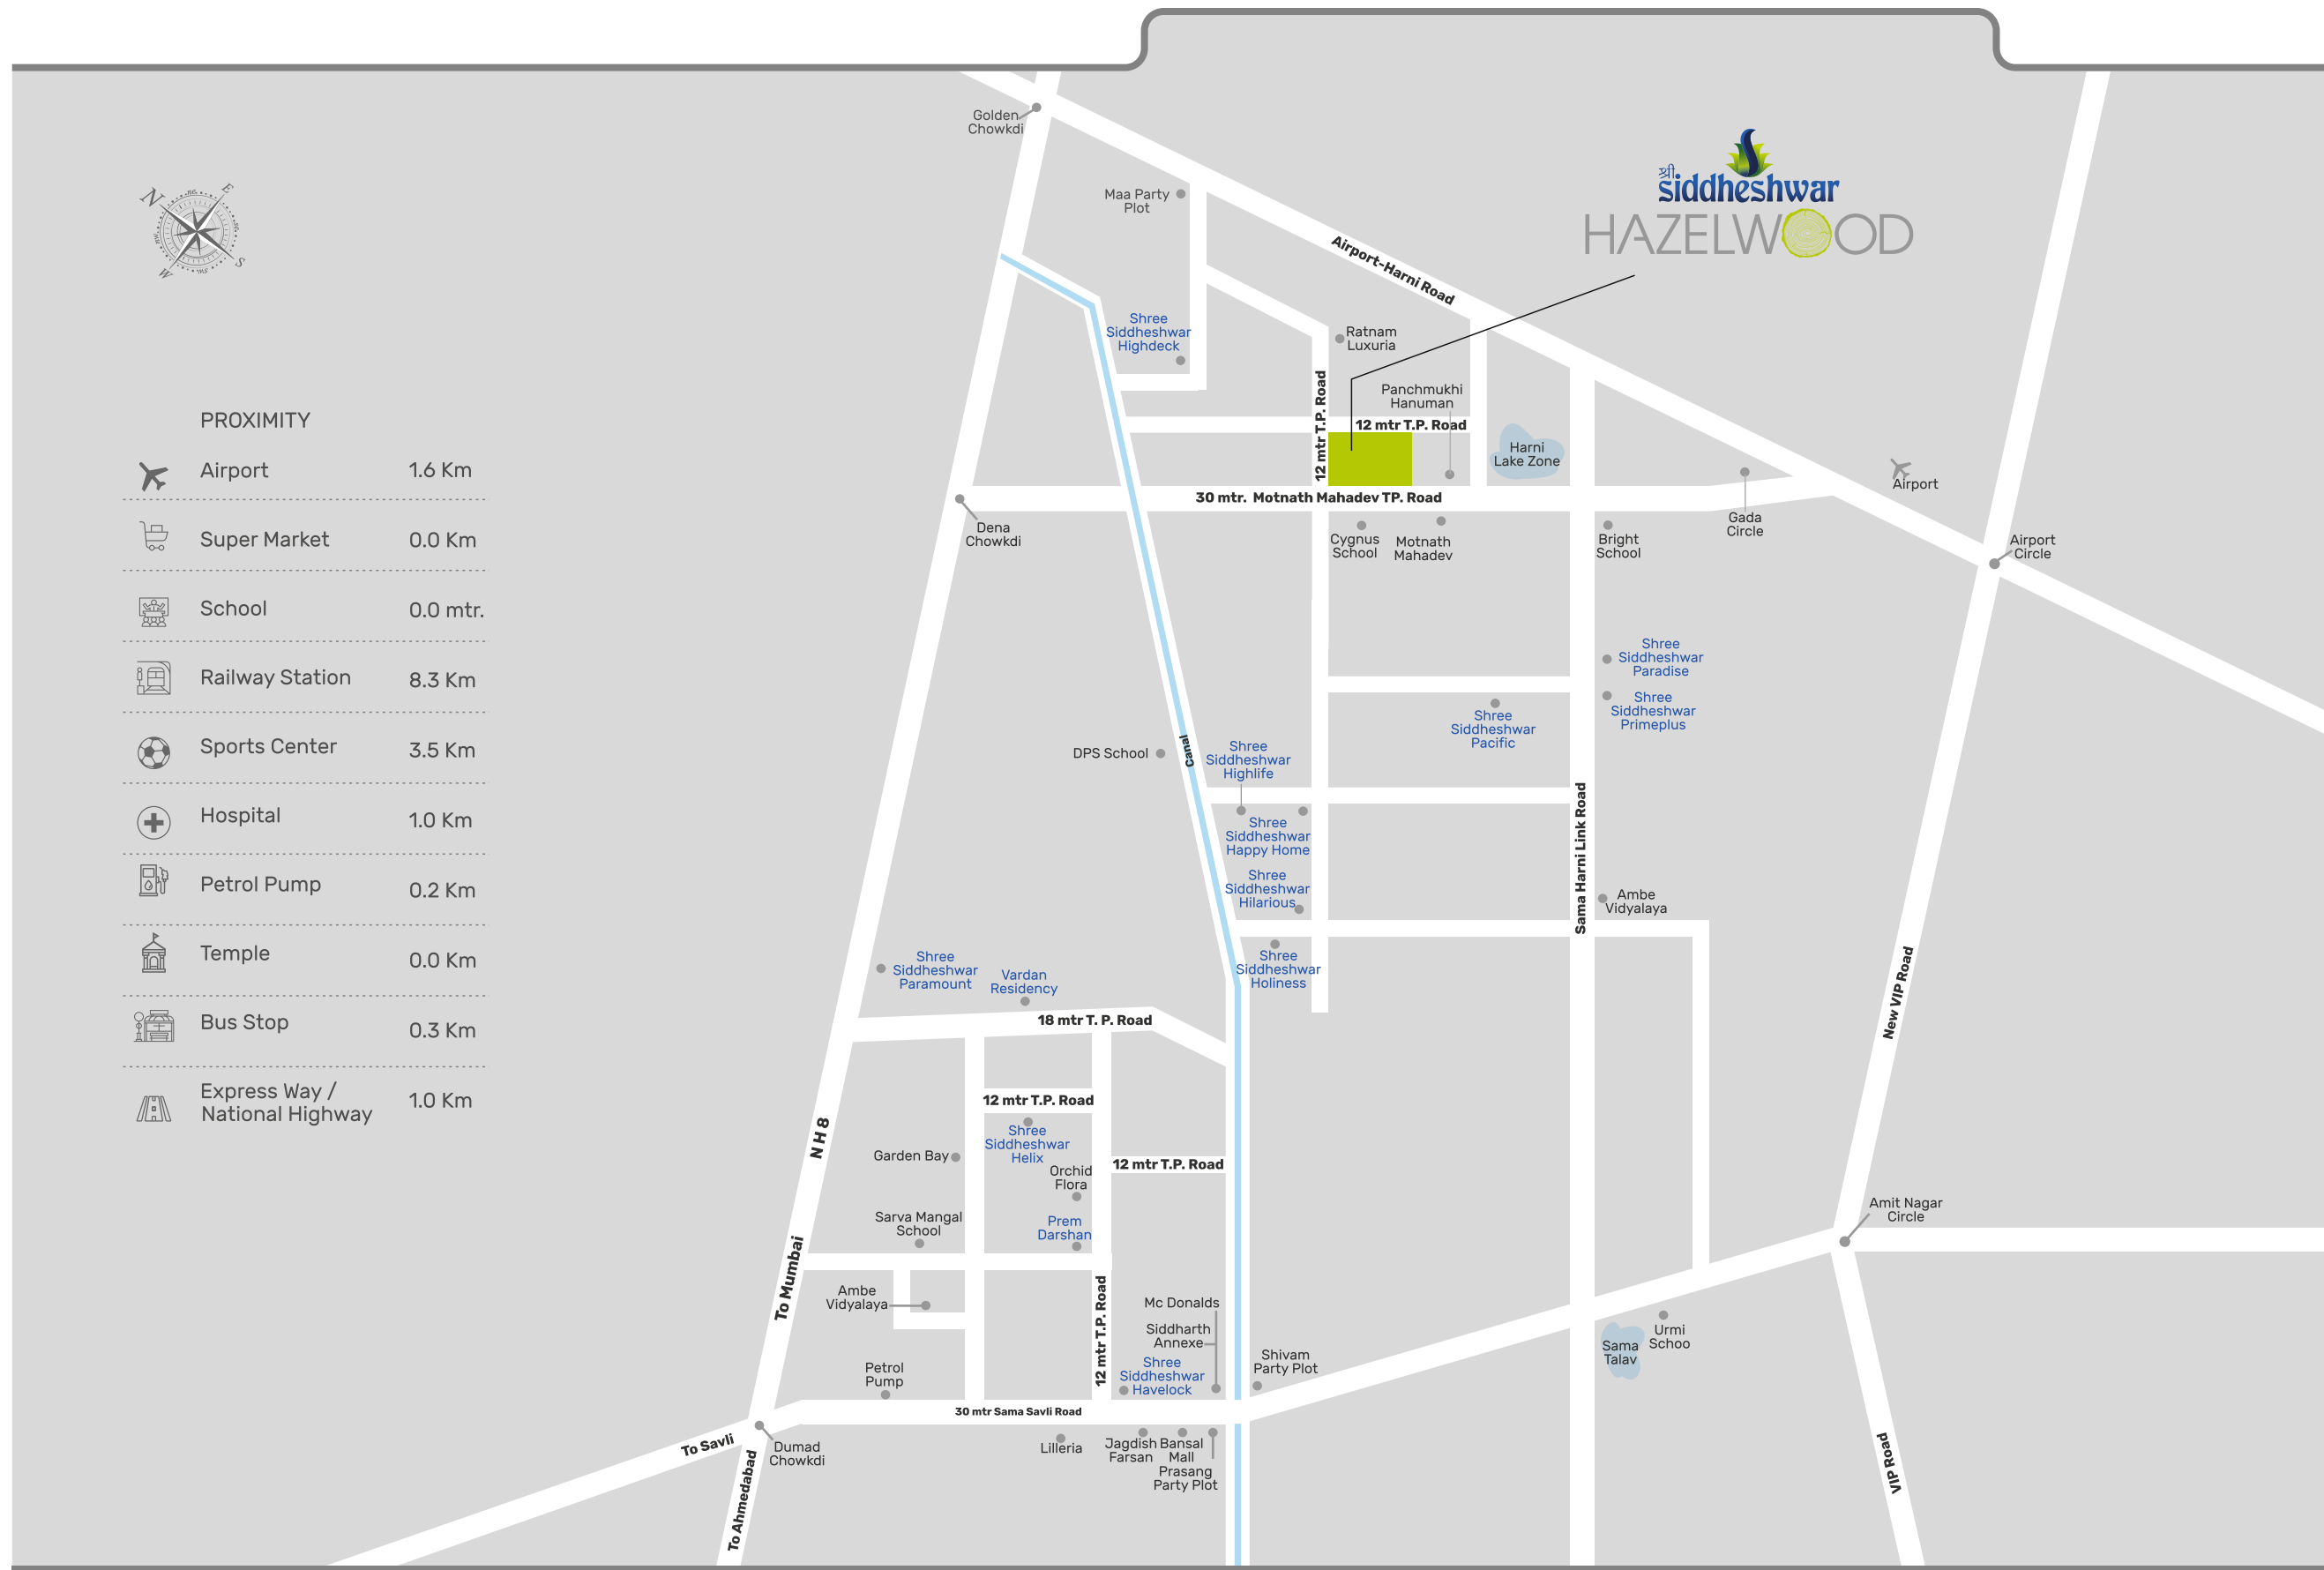 श्री
siddheshwar
HAZELWOOD
N
E
S
W
PROXIMITY
Airport 1.6 Km
Super Market 0.0 Km
School 0.0 mtr.
Railway Station 8.3 Km
Sports Center 3.5 Km
Hospital 1.0 Km
Petrol Pump 0.2 Km
Temple 0.0 Km
Bus Stop 0.3 Km
Express Way /
National Highway 1.0 Km
Golden
Chowkdi
Maa Party
Plot
Airport-Harni Road
Shree
Siddheshwar
Highdeck
Ratnam
Luxuria
12 mtr T.P. Road
Panchmukhi
Hanuman
12 mtr T.P. Road
Harni
Lake Zone
Airport
30 mtr. Motnath Mahadev TP. Road
Dena
Chowkdi
Cygnus
School
Motnath
Mahadev
Bright
School
Gada
Circle
Airport
Circle
Shree
Siddheshwar
Paradise
Shree
Siddheshwar
Primeplus
Shree
Siddheshwar
Pacific
DPS School
Canal
Shree
Siddheshwar
Highlife
Shree
Siddheshwar
Happy Home
Shree
Siddheshwar
Hilarious
Sama Harni Link Road
Ambe
Vidyalaya
Shree
Siddheshwar
Holiness
New VIP Road
Shree
Siddheshwar
Paramount
Vardan
Residency
18 mtr T. P. Road
12 mtr T.P. Road
Shree
Siddheshwar
Helix
N H 8
Garden Bay
Orchid
Flora
12 mtr T.P. Road
Sarva Mangal
School
Prem
Darshan
To Mumbai
Ambe
Vidyalaya
12 mtr T.P. Road
Mc Donalds
Siddharth
Annexe
Shree
Siddheshwar
Havelock
Shivam
Party Plot
Amit Nagar
Circle
Sama
Talav
Urmi
Schoo
Petrol
Pump
30 mtr Sama Savli Road
To Savli
Dumad
Chowkdi
To Ahmedabad
Lilleria
Jagdish
Farsan
Bansal
Mall
Prasang
Party Plot
VIP Road